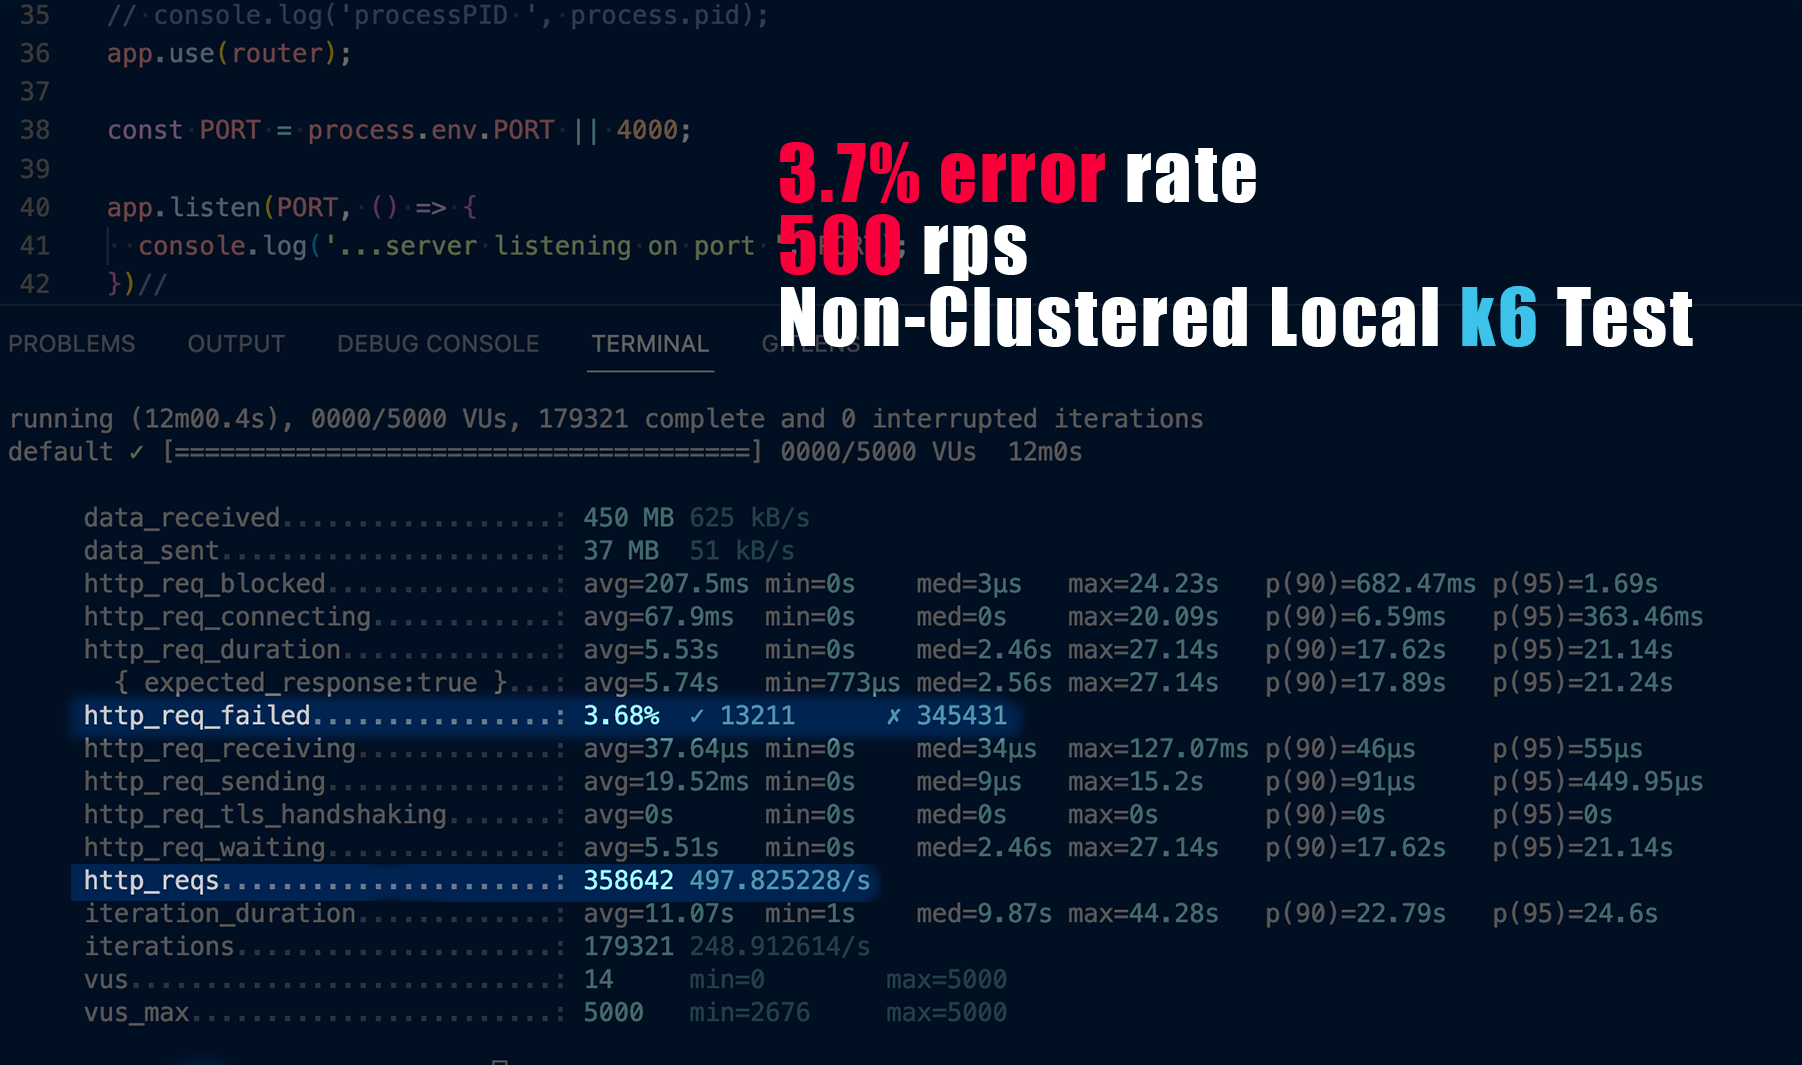 35 // console.log('processPID ', process.pid);
36 app.use(router);
37
38 const PORT = process.env.PORT || 4000;
39
40 app.listen(PORT, () => {
41 console.log('...server listening on port ', PORT);
42 })//
3.7% error rate
500 rps
Non-Clustered Local k6 Test
PROBLEMS OUTPUT DEBUG CONSOLE TERMINAL GITLENS
running (12m00.4s), 0000/5000 VUs, 179321 complete and 0 interrupted iterations
default ✓ [======================================] 0000/5000 VUs 12m0s
data_received..................: 450 MB 625 kB/s
data_sent......................: 37 MB 51 kB/s
http_req_blocked...............: avg=207.5ms min=0s med=3µs max=24.23s p(90)=682.47ms p(95)=1.69s
http_req_connecting............: avg=67.9ms min=0s med=0s max=20.09s p(90)=6.59ms p(95)=363.46ms
http_req_duration..............: avg=5.53s min=0s med=2.46s max=27.14s p(90)=17.62s p(95)=21.14s
{ expected_response:true }...: avg=5.74s min=773µs med=2.56s max=27.14s p(90)=17.89s p(95)=21.24s
http_req_failed................: 3.68% ✓ 13211 ✗ 345431
http_req_receiving.............: avg=37.64µs min=0s med=34µs max=127.07ms p(90)=46µs p(95)=55µs
http_req_sending...............: avg=19.52ms min=0s med=9µs max=15.2s p(90)=91µs p(95)=449.95µs
http_req_tls_handshaking.......: avg=0s min=0s med=0s max=0s p(90)=0s p(95)=0s
http_req_waiting...............: avg=5.51s min=0s med=2.46s max=27.14s p(90)=17.62s p(95)=21.14s
http_reqs......................: 358642 497.825228/s
iteration_duration.............: avg=11.07s min=1s med=9.87s max=44.28s p(90)=22.79s p(95)=24.6s
iterations.....................: 179321 248.912614/s
vus............................: 14 min=0 max=5000
vus_max........................: 5000 min=2676 max=5000